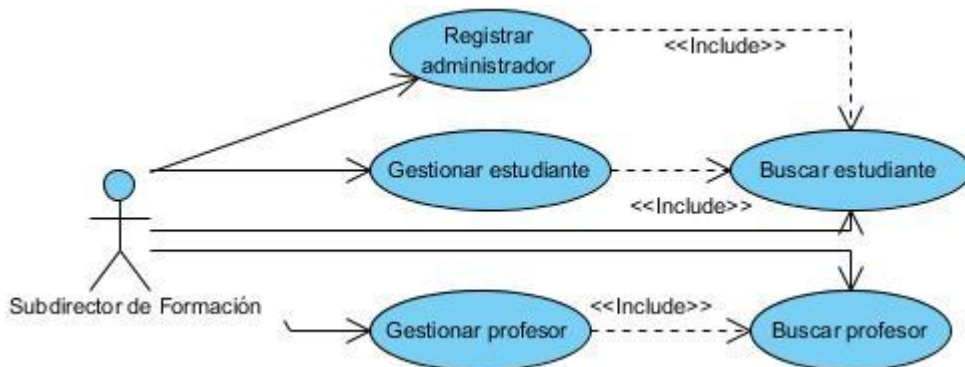 Registrar
administrador
<<Include>>
Gestionar estudiante
Buscar estudiante
<<Include>>
Subdirector de Formación
<<Include>>
Gestionar profesor
Buscar profesor